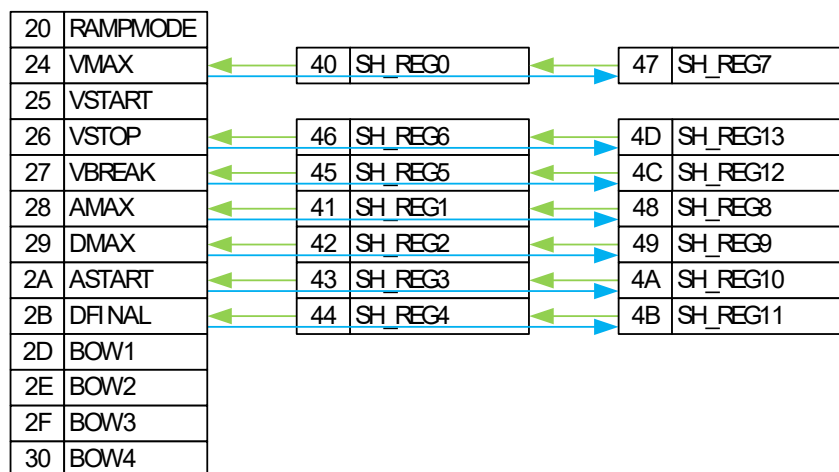 20 RAMPMODE
24 VMAX 40 SH_REG0 47 SH_REG7
25 VSTART
26 VSTOP 46 SH_REG6 4D SH_REG13
27 VBREAK 45 SH_REG5 4C SH_REG12
28 AMAX 41 SH_REG1 48 SH_REG8
29 DMAX 42 SH_REG2 49 SH_REG9
2A ASTART 43 SH_REG3 4A SH_REG10
2B DFINAL 44 SH_REG4 4B SH_REG11
2D BOW1
2E BOW2
2F BOW3
30 BOW4